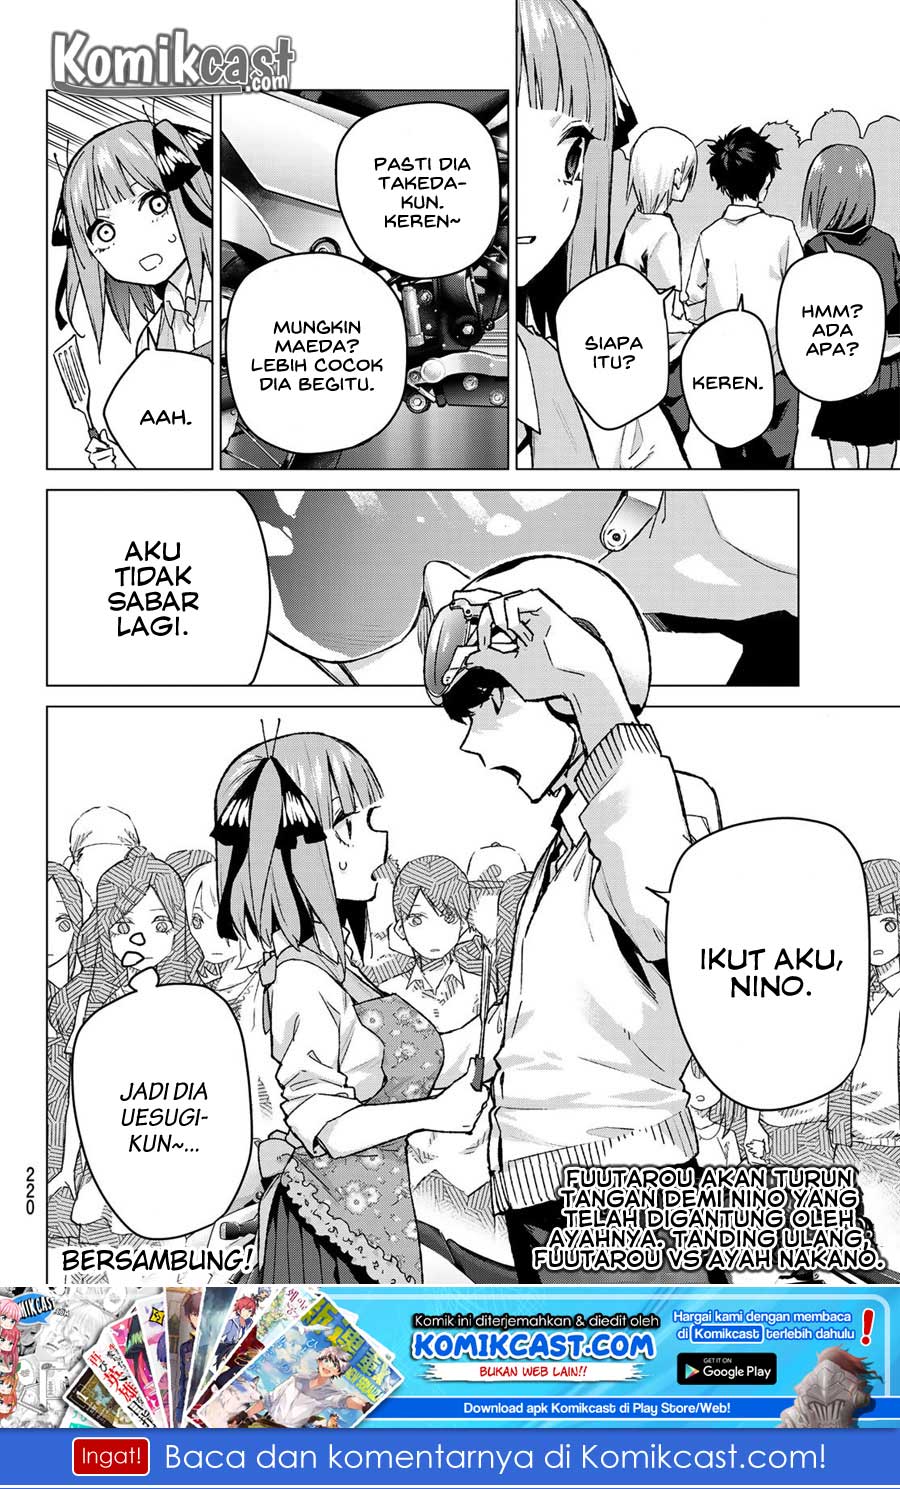 Komikcast
.com
HMM?
ADA
APA?
KEREN.
SIAPA
ITU?
PASTI DIA
TAKEDA-
KUN.
KEREN~
MUNGKIN
MAEDA?
LEBIH COCOK
DIA BEGITU.
AAH.
AKU
TIDAK
SABAR
LAGI.
IKUT AKU,
NINO.
JADI DIA
UESUGI-
KUN~...
220
FUUTAROU AKAN TURUN
TANGAN DEMI NINO YANG
TELAH DIGANTUNG OLEH
AYAHNYA. TANDING ULANG,
FUUTAROU VS AYAH NAKANO.
BERSAMBUNG!
Komik ini diterjemahkan & diedit oleh
KOMIKCAST.COM
BUKAN WEB LAIN!!
Hargai kami dengan membaca
di Komikcast terlebih dahulu !
GET IT ON
Google Play
Download apk Komikcast di Play Store/Web!
Ingat! Baca dan komentarnya di Komikcast.com!